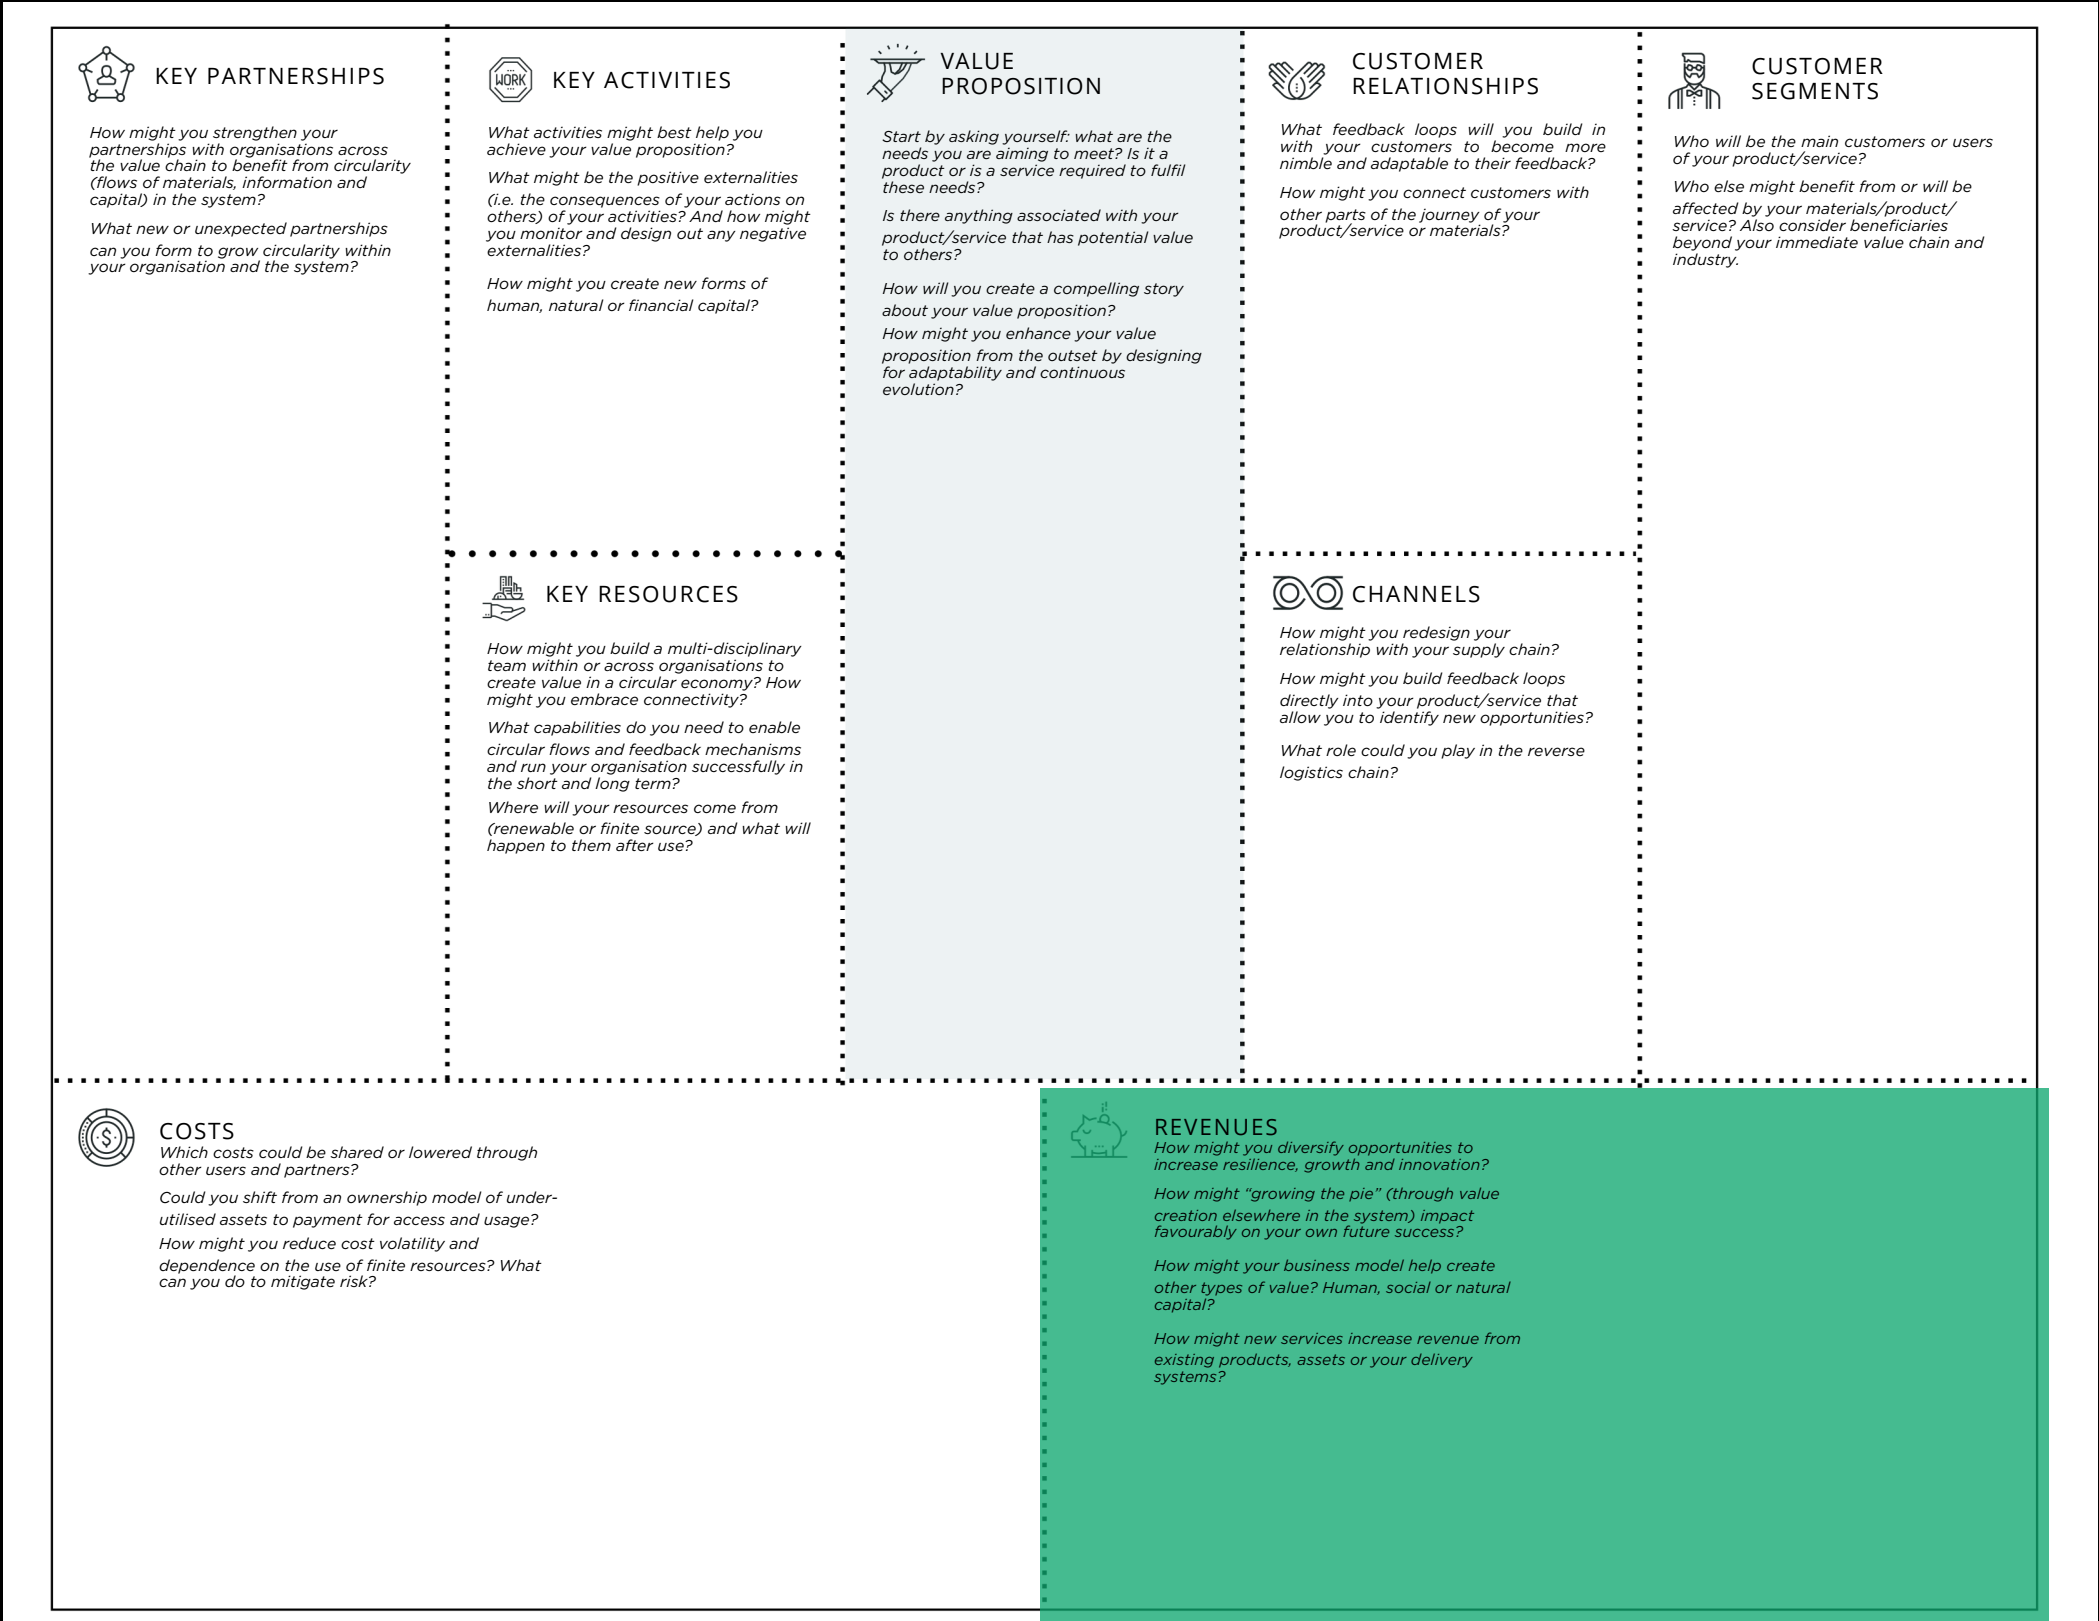 KEY PARTNERSHIPS
How might you strengthen your
partnerships with organisations across
the value chain to benefit from circularity
(flows of materials, information and
capital) in the system?
What new or unexpected partnerships
can you form to grow circularity within
your organisation and the system?
WORK
KEY ACTIVITIES
What activities might best help you
achieve your value proposition?
What might be the positive externalities
(i.e. the consequences of your actions on
others) of your activities? And how might
you monitor and design out any negative
externalities?
How might you create new forms of
human, natural or financial capital?
KEY RESOURCES
How might you build a multi-disciplinary
team within or across organisations to
create value in a circular economy? How
might you embrace connectivity?
What capabilities do you need to enable
circular flows and feedback mechanisms
and run your organisation successfully in
the short and long term?
Where will your resources come from
(renewable or finite source) and what will
happen to them after use?
VALUE
PROPOSITION
Start by asking yourself: what are the
needs you are aiming to meet? Is it a
product or is a service required to fulfil
these needs?
Is there anything associated with your
product/service that has potential value
to others?
How will you create a compelling story
about your value proposition?
How might you enhance your value
proposition from the outset by designing
for adaptability and continuous
evolution?
CUSTOMER
RELATIONSHIPS
What feedback loops will you build in
with your customers to become more
nimble and adaptable to their feedback?
How might you connect customers with
other parts of the journey of your
product/service or materials?
CHANNELS
How might you redesign your
relationship with your supply chain?
How might you build feedback loops
directly into your product/service that
allow you to identify new opportunities?
What role could you play in the reverse
logistics chain?
CUSTOMER
SEGMENTS
Who will be the main customers or users
of your product/service?
Who else might benefit from or will be
affected by your materials/product/
service? Also consider beneficiaries
beyond your immediate value chain and
industry.
$
COSTS
Which costs could be shared or lowered through
other users and partners?
Could you shift from an ownership model of under-
utilised assets to payment for access and usage?
How might you reduce cost volatility and
dependence on the use of finite resources? What
can you do to mitigate risk?
REVENUES
How might you diversify opportunities to
increase resilience, growth and innovation?
How might “growing the pie” (through value
creation elsewhere in the system) impact
favourably on your own future success?
How might your business model help create
other types of value? Human, social or natural
capital?
How might new services increase revenue from
existing products, assets or your delivery
systems?